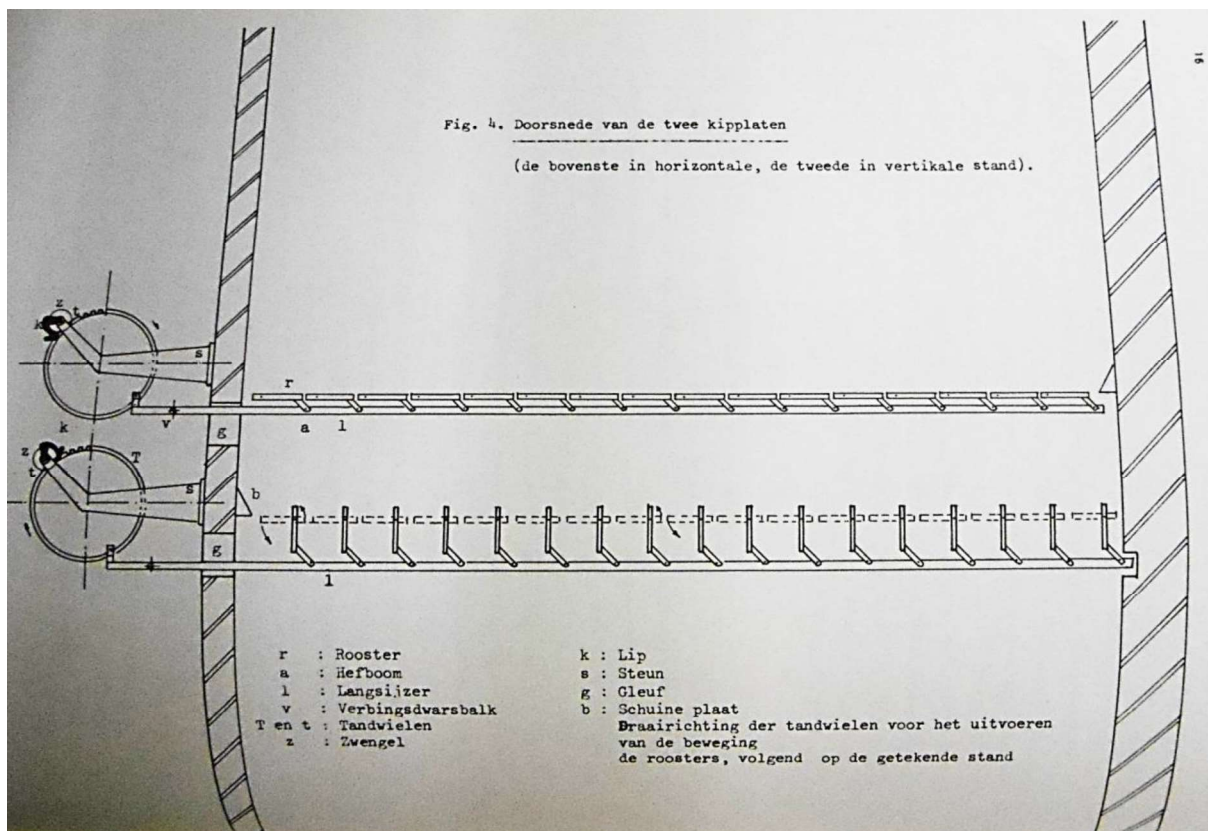 16
Fig. 4. Doorsnede van de twee kipplaten
(de bovenste in horizontale, de tweede in vertikale stand).
z
t
k
s
r
v
a
l
g
k
z
t
T
s
b
g
l
r : Rooster
a : Hefboom
l : Langsijzer
v : Verbingsdwarsbalk
T en t : Tandwielen
z : Zwengel
k : Lip
s : Steun
g : Gleuf
b : Schuine plaat
Draairichting der tandwielen voor het uitvoeren
van de beweging
de roosters, volgend op de getekende stand